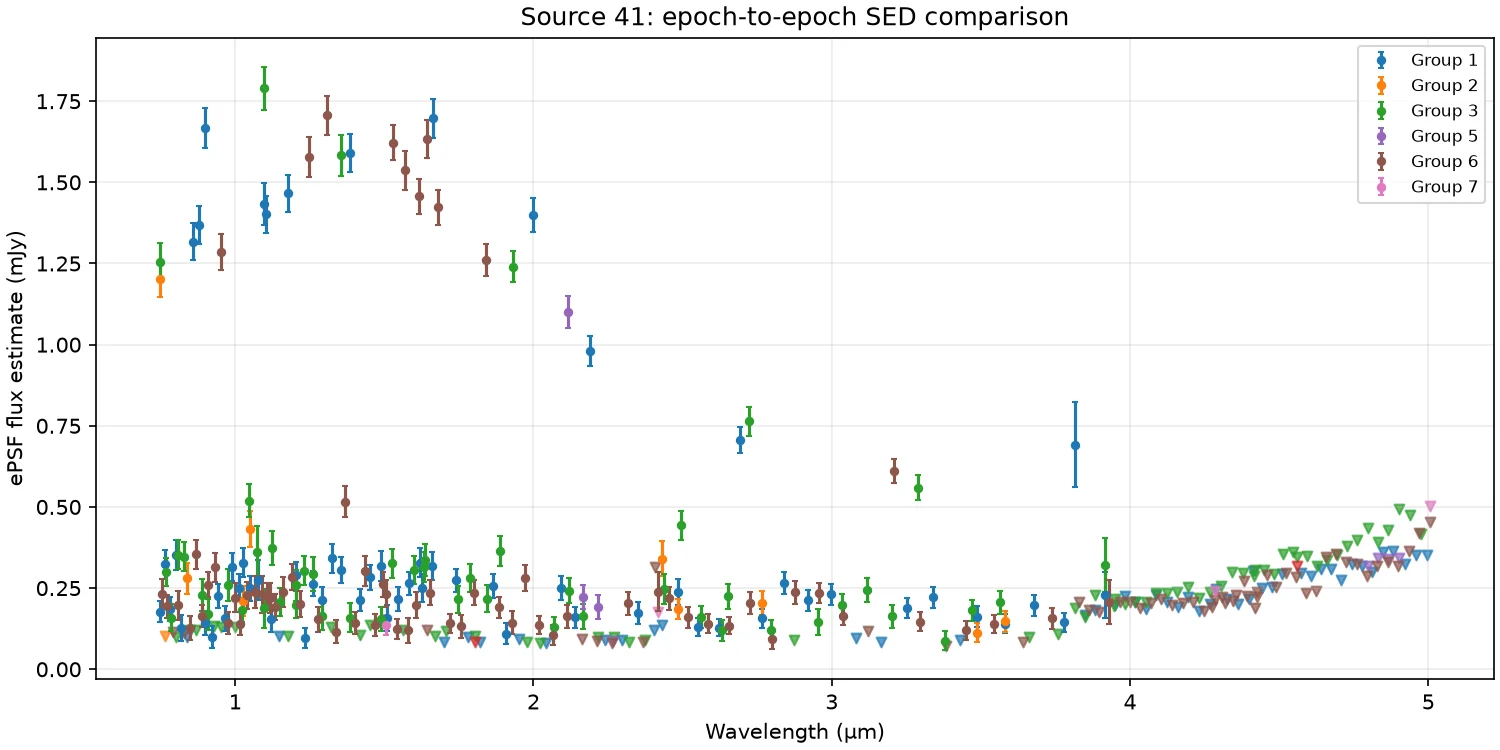 Source 41: epoch-to-epoch SED comparison
ePSF flux estimate (mJy)
1.75
1.50
1.25
1.00
0.75
0.50
0.25
0.00
Group 1
Group 2
Group 3
Group 5
Group 6
Group 7
1 2 3 4 5
Wavelength (μm)